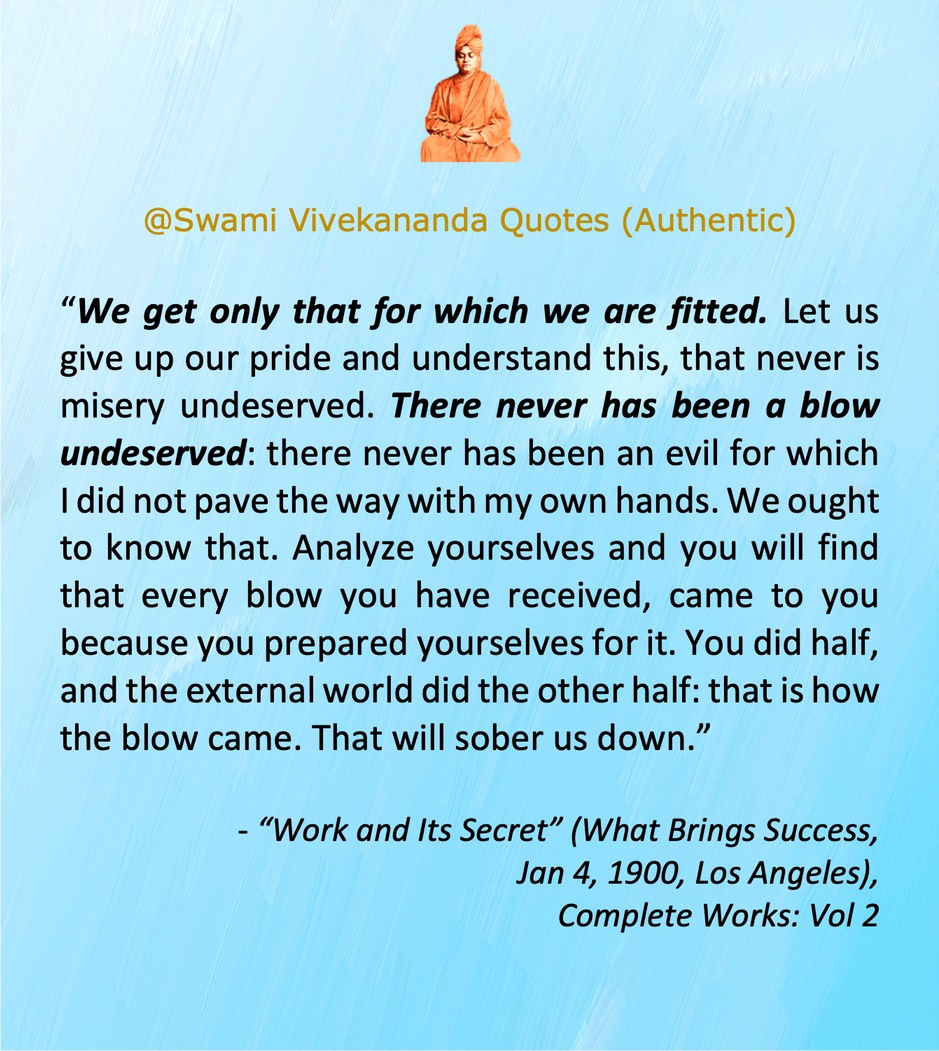 @Swami Vivekananda Quotes (Authentic)
“We get only that for which we are fitted. Let us
give up our pride and understand this, that never is
misery undeserved. There never has been a blow
undeserved: there never has been an evil for which
I did not pave the way with my own hands. We ought
to know that. Analyze yourselves and you will find
that every blow you have received, came to you
because you prepared yourselves for it. You did half,
and the external world did the other half: that is how
the blow came. That will sober us down.”
- “Work and Its Secret” (What Brings Success,
Jan 4, 1900, Los Angeles),
Complete Works: Vol 2